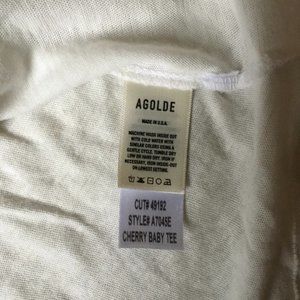 AGOLDE
MADE IN U.S.A.
MACHINE WASH INSIDE OUT
WITH COLD WATER WITH
SIMILAR COLORS USING A
GENTLE CYCLE. TUMBLE DRY
LOW OR HANG DRY. IRON IF
NECESSARY. IRON INSIDE-OUT
ON LOWEST SETTING.
CUT# 49192
STYLE# A7045E
CHERRY BABY TEE